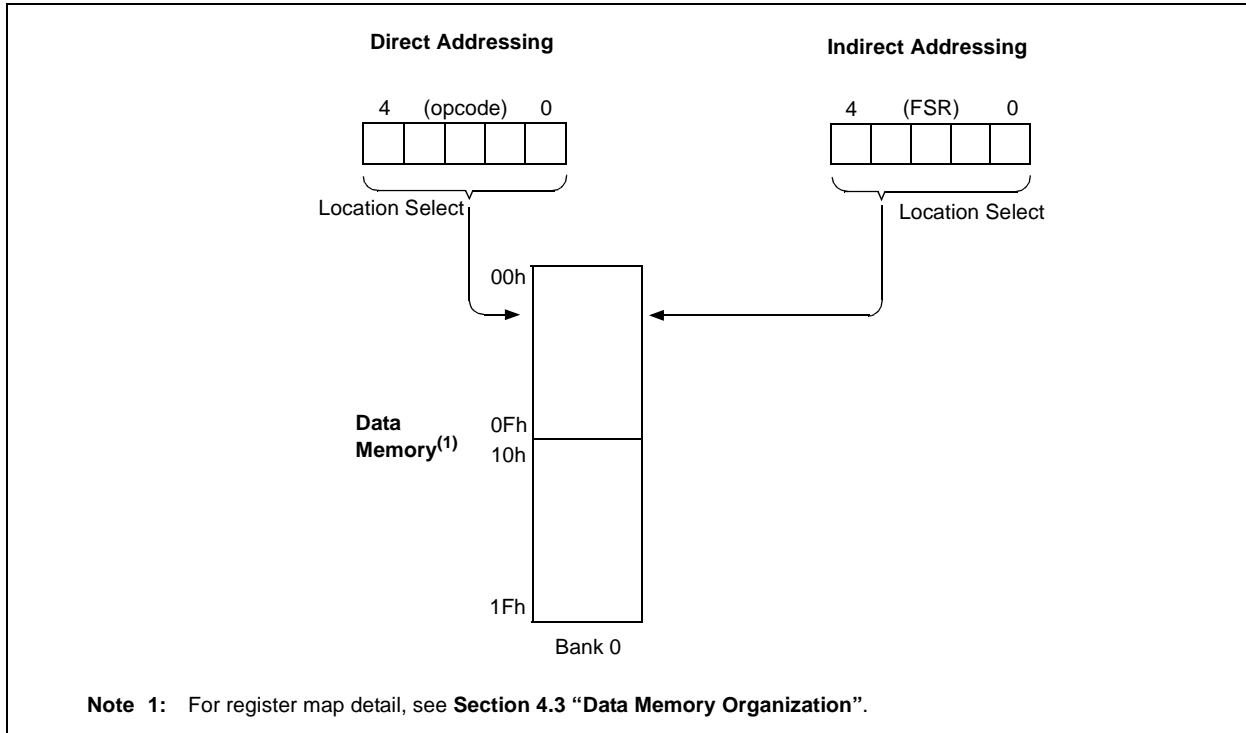 Direct Addressing
Indirect Addressing
4 (opcode) 0
4 (FSR) 0
Location Select
Location Select
00h
Data
Memory(1)
0Fh
10h
1Fh
Bank 0
Note 1: For register map detail, see Section 4.3 “Data Memory Organization”.